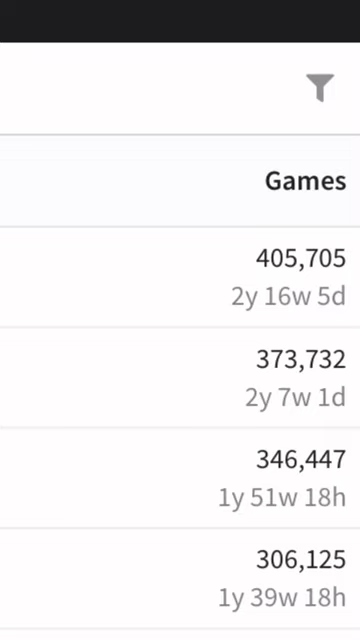 Games
405,705
2y 16w 5d
373,732
2y 7w 1d
346,447
1y 51w 18h
306,125
1y 39w 18h